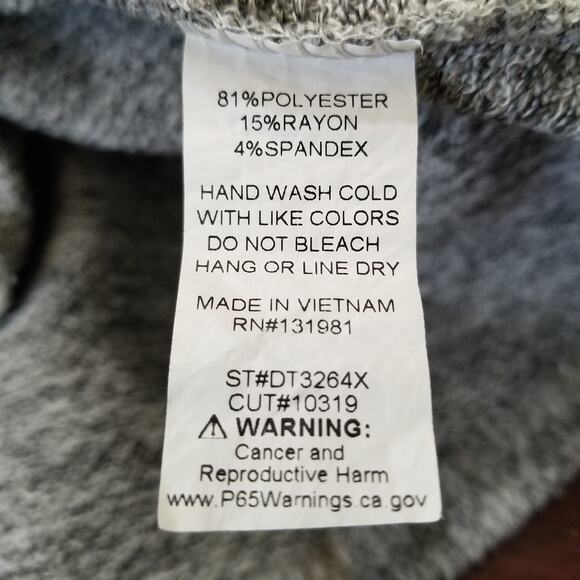 81%POLYESTER
15%RAYON
4%SPANDEX
HAND WASH COLD
WITH LIKE COLORS
DO NOT BLEACH
HANG OR LINE DRY
MADE IN VIETNAM
RN#131981
ST#DT3264X
CUT#10319
⚠ WARNING:
Cancer and
Reproductive Harm
www.P65Warnings.ca.gov